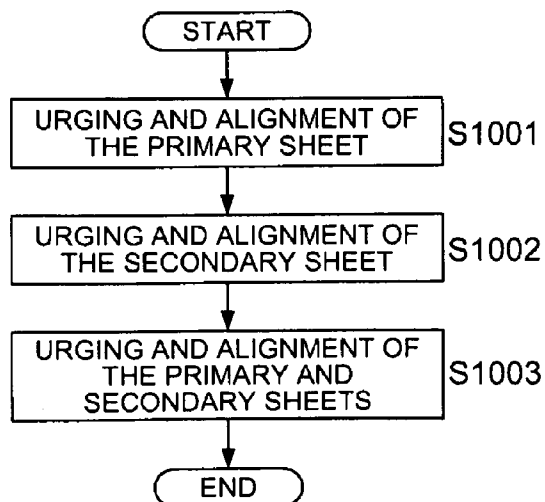 START
URGING AND ALIGNMENT OF
THE PRIMARY SHEET
S1001
URGING AND ALIGNMENT OF
THE SECONDARY SHEET
S1002
URGING AND ALIGNMENT OF
THE PRIMARY AND
SECONDARY SHEETS
S1003
END